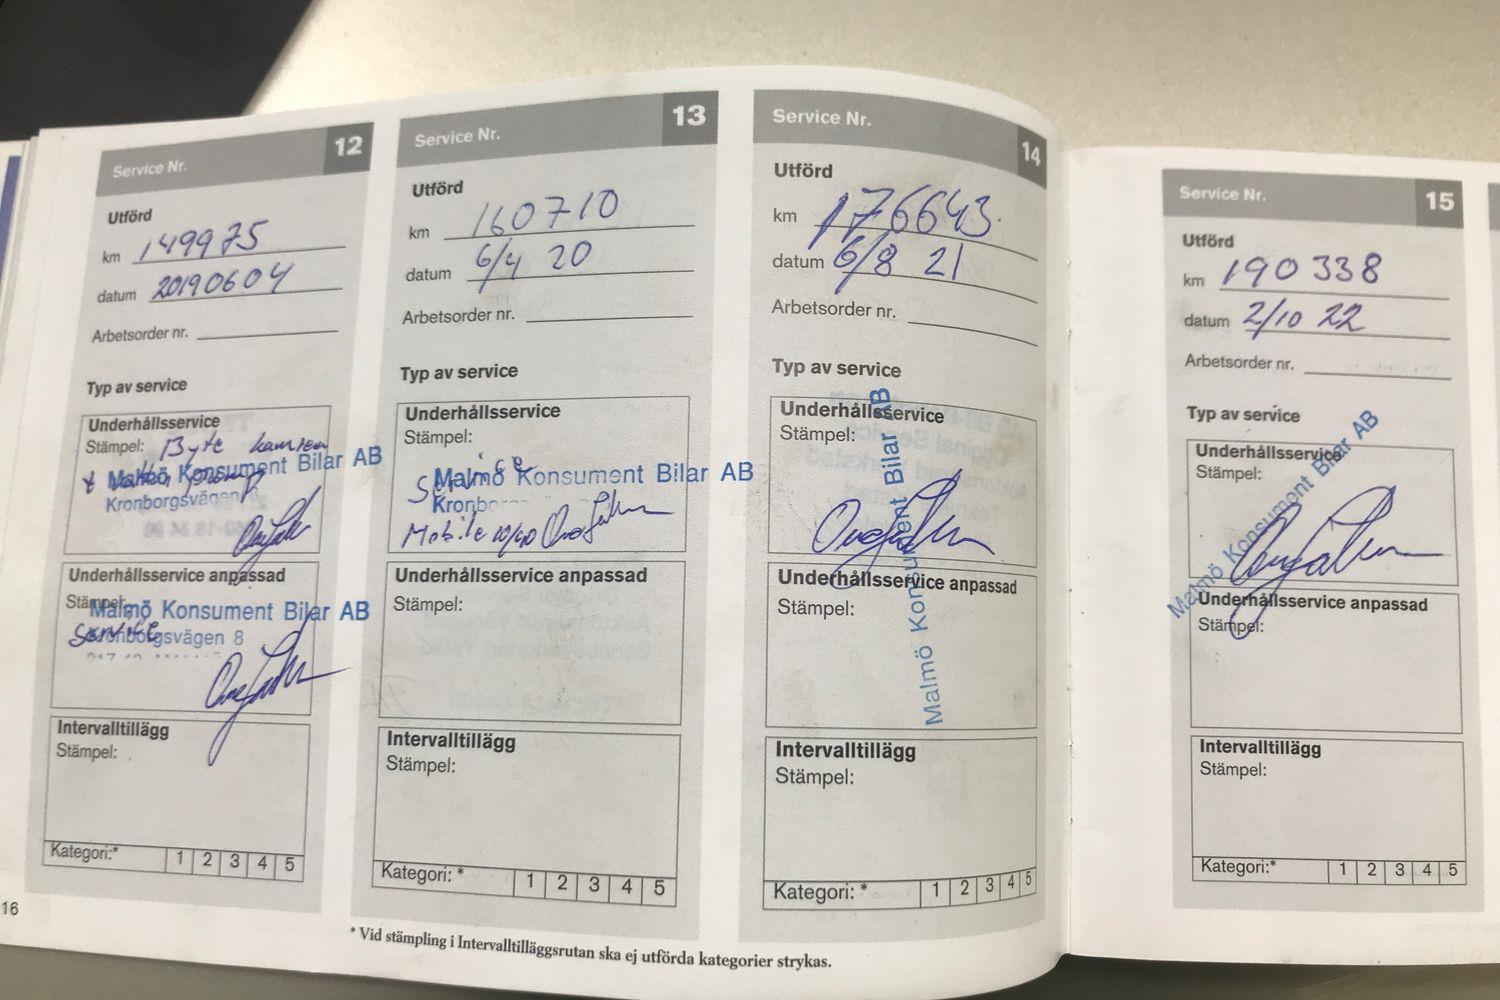 Service Nr. 12
Utförd
km 149975
datum 20190604
Arbetsorder nr.
Typ av service
Underhållsservice
Stämpel: Byte kamrem
Malmö Konsument Bilar AB
Kronborgsvägen
Underhållsservice anpassad
Stämpel:
Malmö Konsument Bilar AB
Service
Kronborgsvägen 8
Intervalltillägg
Stämpel:
Kategori:* 1 2 3 4 5
16
Service Nr. 13
Utförd
km 160710
datum 6/4 20
Arbetsorder nr.
Typ av service
Underhållsservice
Stämpel:
Service
Malmö Konsument Bilar AB
Kronbo
Mobile 10/40
Underhållsservice anpassad
Stämpel:
Intervalltillägg
Stämpel:
Kategori: * 1 2 3 4 5
Service Nr. 14
Utförd
km 176643
datum 6/8 21
Arbetsorder nr.
Typ av service
Underhållsservice
Stämpel:
Malmö Konsument Bilar AB
Underhållsservice anpassad
Stämpel:
Intervalltillägg
Stämpel:
Kategori: * 1 2 3 4 5
* Vid stämpling i Intervalltilläggsrutan ska ej utförda kategorier strykas.
Service Nr. 15
Utförd
km 190338
datum 2/10 22
Arbetsorder nr.
Typ av service
Underhållsservice
Stämpel:
Malmö Konsument Bilar AB
Underhållsservice anpassad
Stämpel:
Intervalltillägg
Stämpel:
Kategori:* 1 2 3 4 5